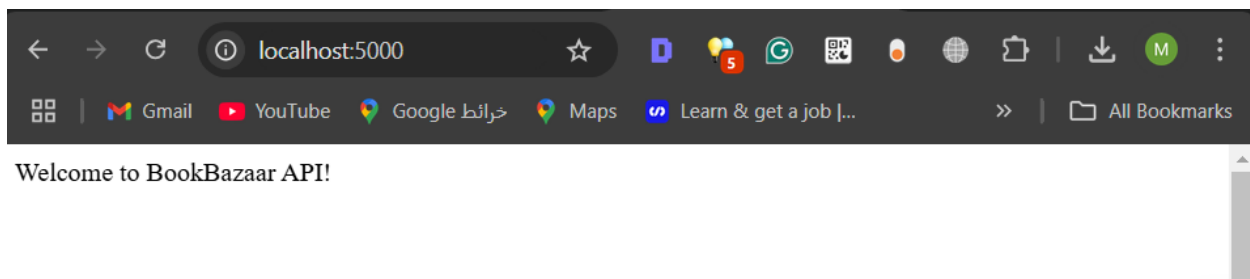 localhost:5000
5
M
Gmail
YouTube
خرائط Google
Maps
Learn & get a job |...
All Bookmarks
Welcome to BookBazaar API!